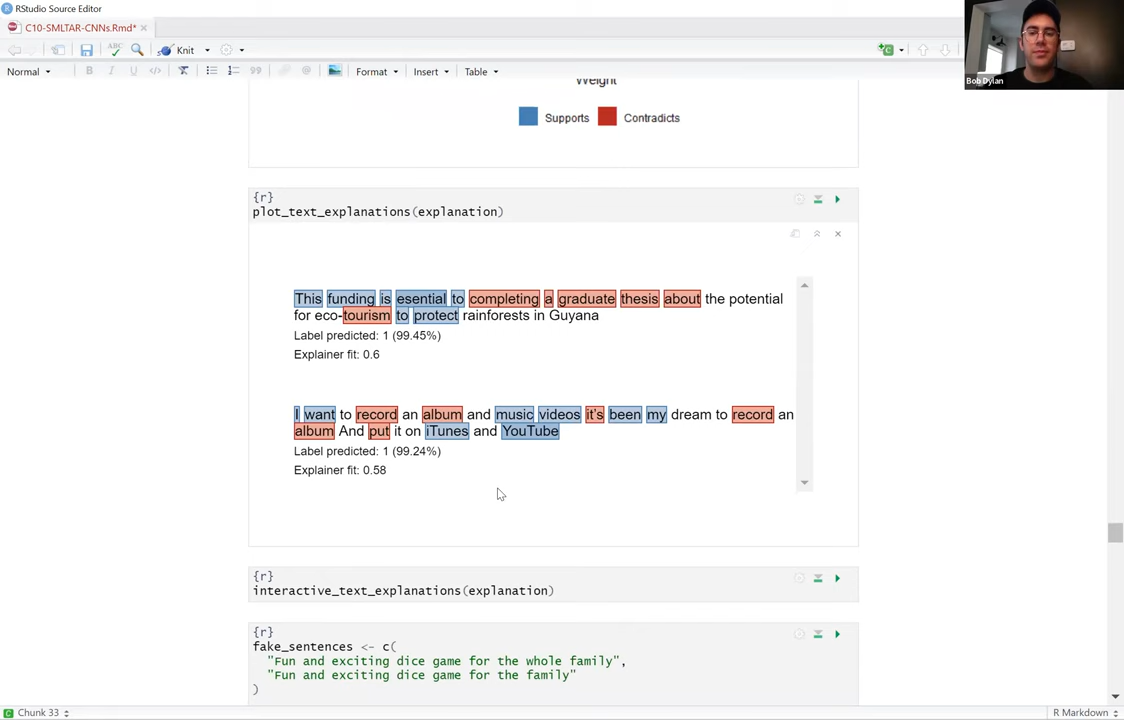 RStudio Source Editor
C10-SMLTAR-CNNs.Rmd*
Bob Dylan
ABC
Knit
Normal
B
I
U
Format
Insert
Table
Weight
Supports
Contradicts
{r}
plot_text_explanations(explanation)
This funding is esential to completing a graduate thesis about the potential
for eco-tourism to protect rainforests in Guyana
Label predicted: 1 (99.45%)
Explainer fit: 0.6
I want to record an album and music videos it's been my dream to record an
album And put it on iTunes and YouTube
Label predicted: 1 (99.24%)
Explainer fit: 0.58
{r}
interactive_text_explanations(explanation)
{r}
fake_sentences <- c(
"Fun and exciting dice game for the whole family",
"Fun and exciting dice game for the family"
)
Chunk 33
R Markdown